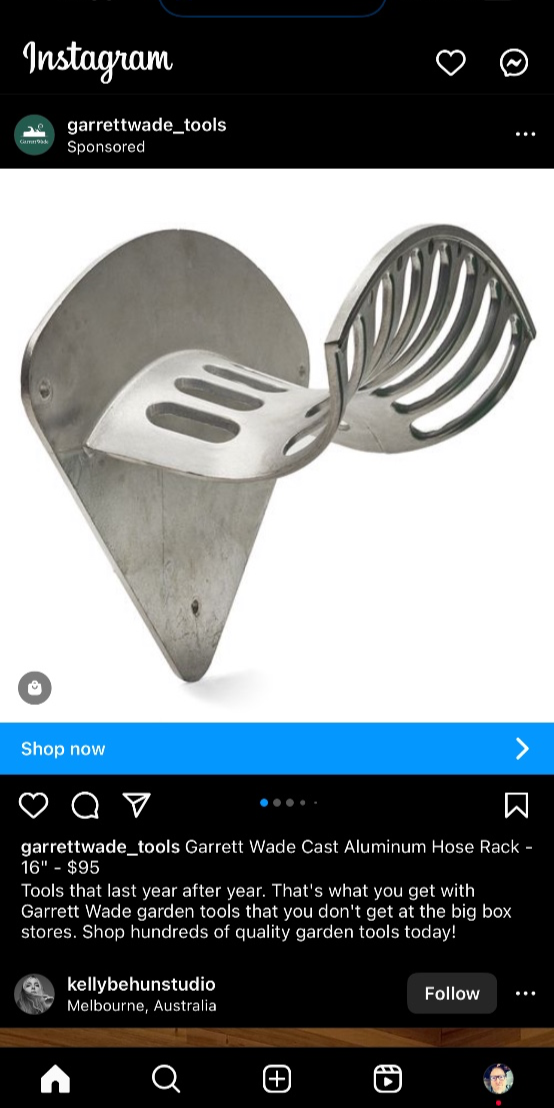 Instagram
garrettwade_tools
Sponsored
Shop now
garrettwade_tools Garrett Wade Cast Aluminum Hose Rack -
16" - $95
Tools that last year after year. That's what you get with
Garrett Wade garden tools that you don't get at the big box
stores. Shop hundreds of quality garden tools today!
kellybehunstudio
Melbourne, Australia
Follow